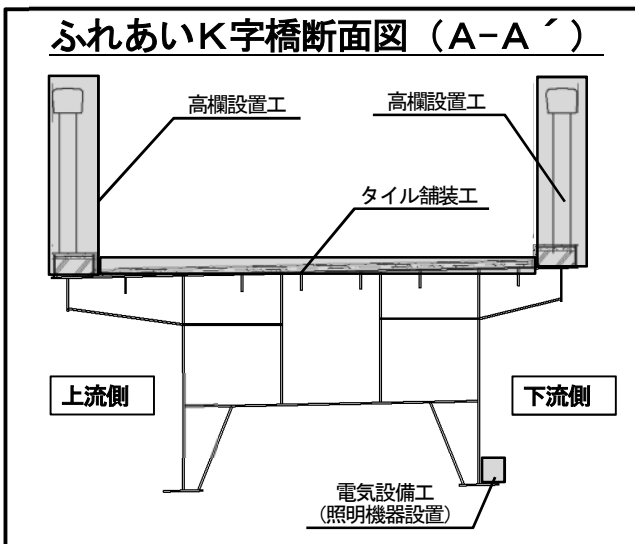 ふれあいK字橋断面図（A-A´）
高欄設置工
高欄設置工
タイル舗装工
上流側
下流側
電気設備工
(照明機器設置)